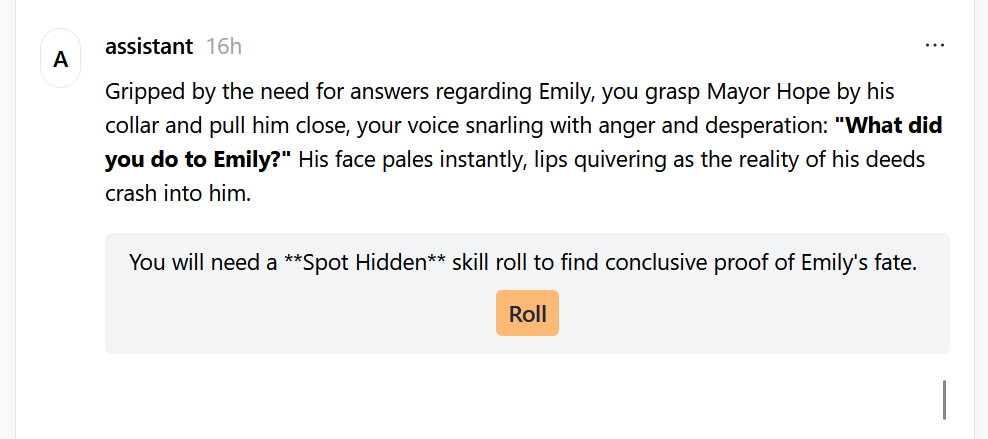 A
assistant 16h
...
Gripped by the need for answers regarding Emily, you grasp Mayor Hope by his
collar and pull him close, your voice snarling with anger and desperation: "What did
you do to Emily?" His face pales instantly, lips quivering as the reality of his deeds
crash into him.
You will need a **Spot Hidden** skill roll to find conclusive proof of Emily's fate.
Roll